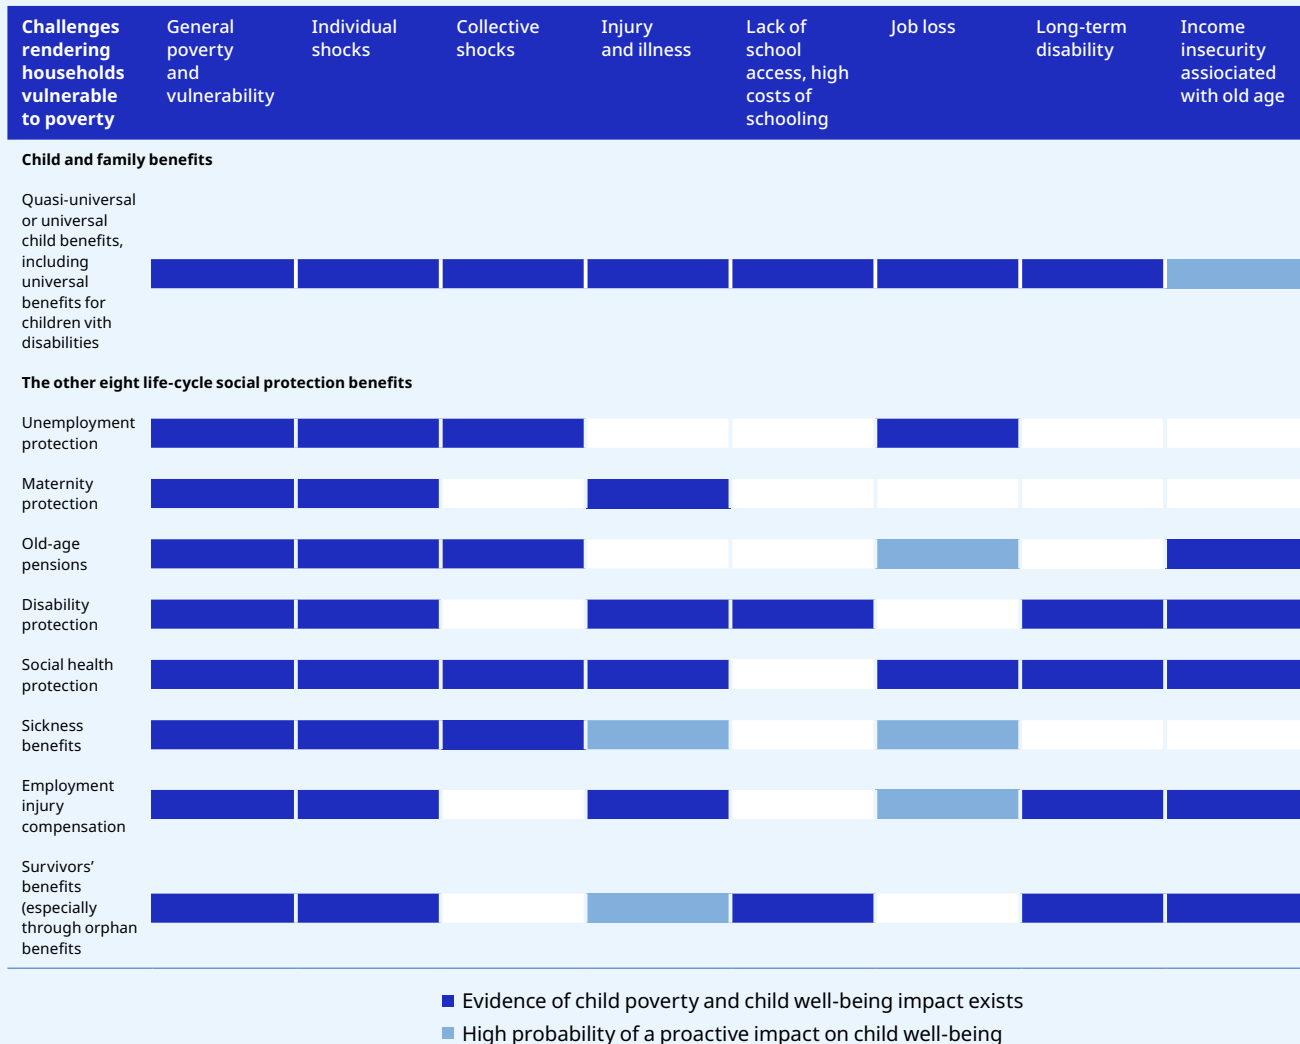 Challenges
rendering
households
vulnerable
to poverty
General
poverty
and
vulnerability
Individual
shocks
Collective
shocks
Injury
and illness
Lack of
school
access, high
costs of
schooling
Job loss
Long-term
disability
Income
insecurity
assiociated
with old age
Child and family benefits
Quasi-universal
or universal
child benefits,
including
universal
benefits for
children vith
disabilities
The other eight life-cycle social protection benefits
Unemployment
protection
Maternity
protection
Old-age
pensions
Disability
protection
Social health
protection
Sickness
benefits
Employment
injury
compensation
Survivors’
benefits
(especially
through orphan
benefits
Evidence of child poverty and child well-being impact exists
High probability of a proactive impact on child well-being